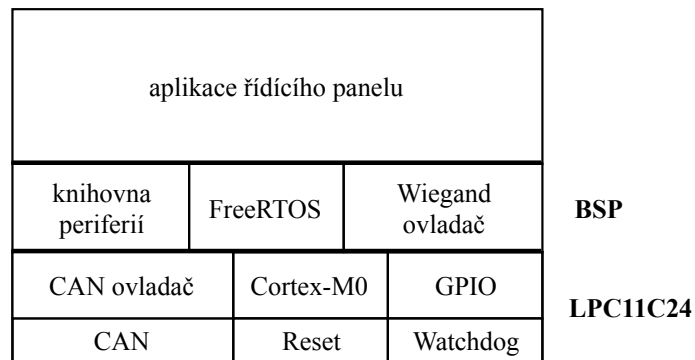 aplikace řídícího panelu
knihovna
periferií
FreeRTOS
Wiegand
ovladač
BSP
CAN ovladač
Cortex-M0
GPIO
LPC11C24
CAN
Reset
Watchdog